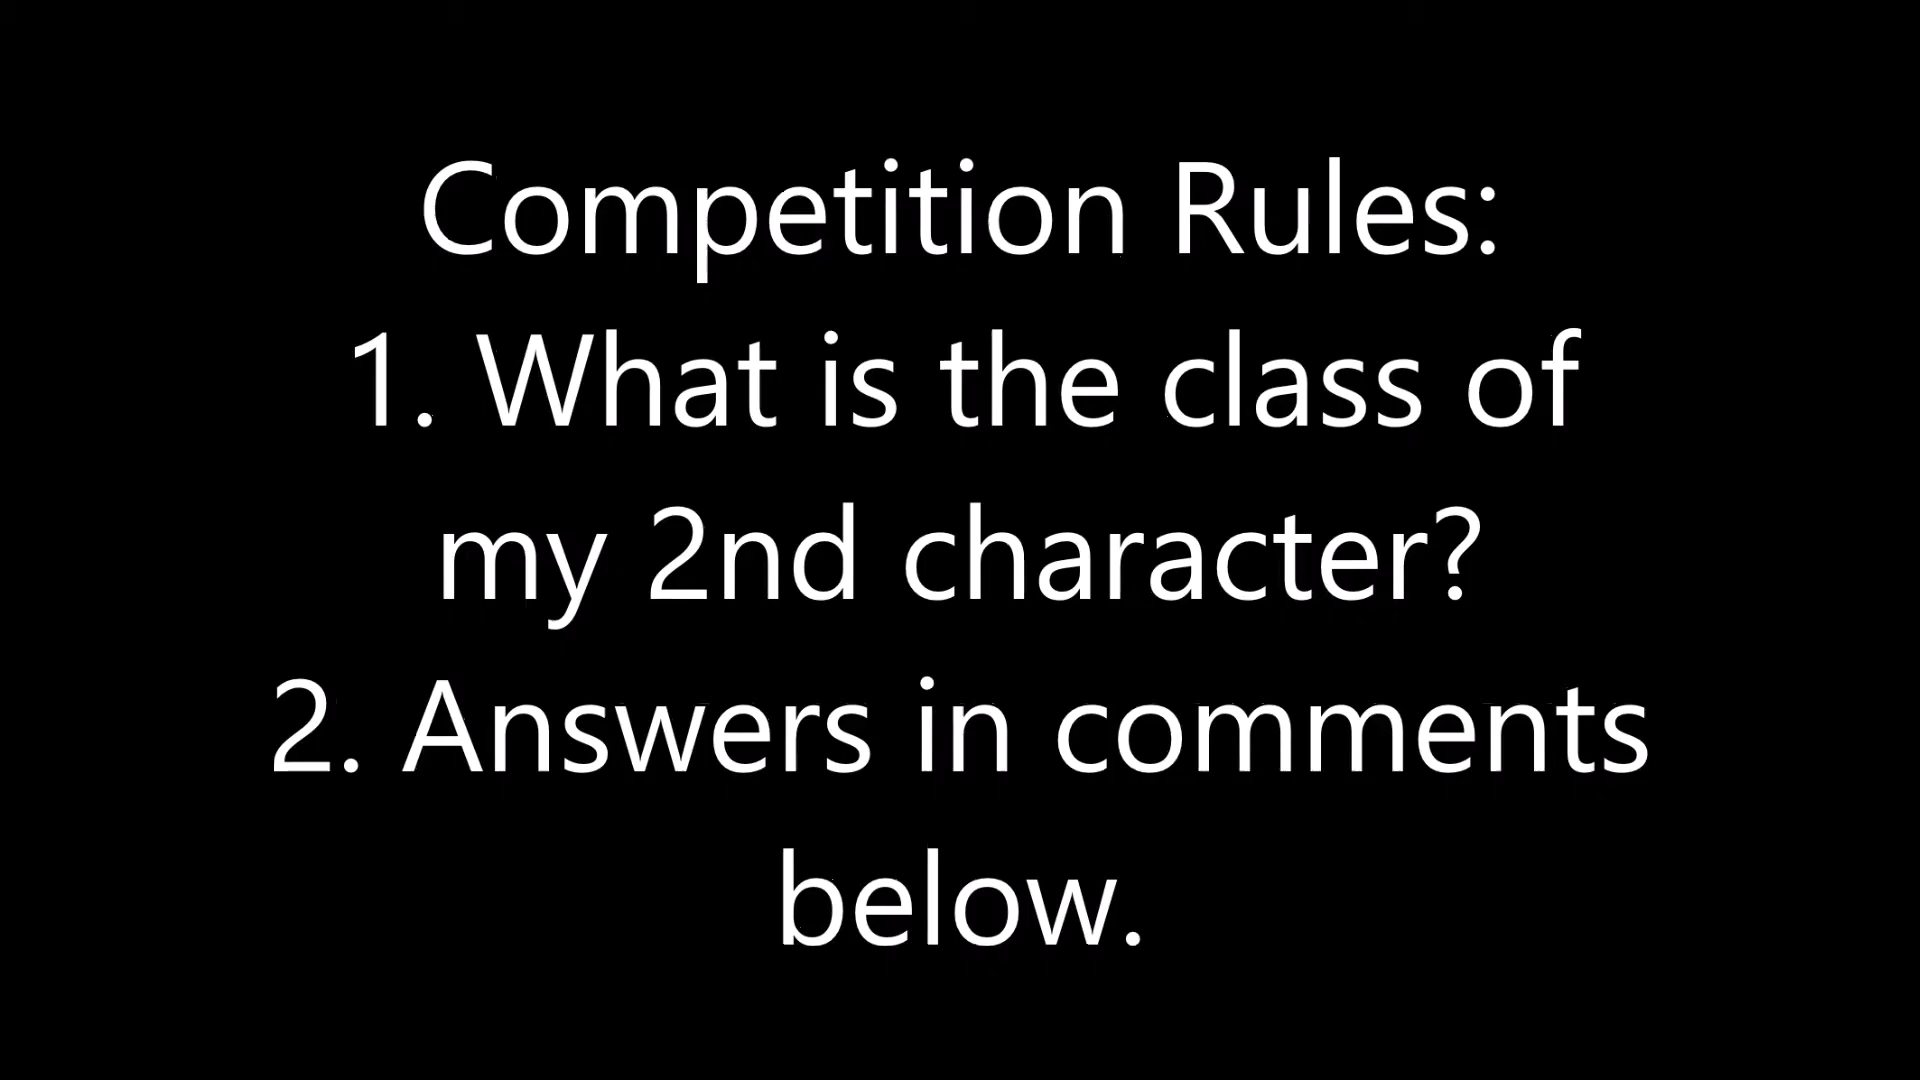 Competition Rules:
1. What is the class of
my 2nd character?
2. Answers in comments
below.